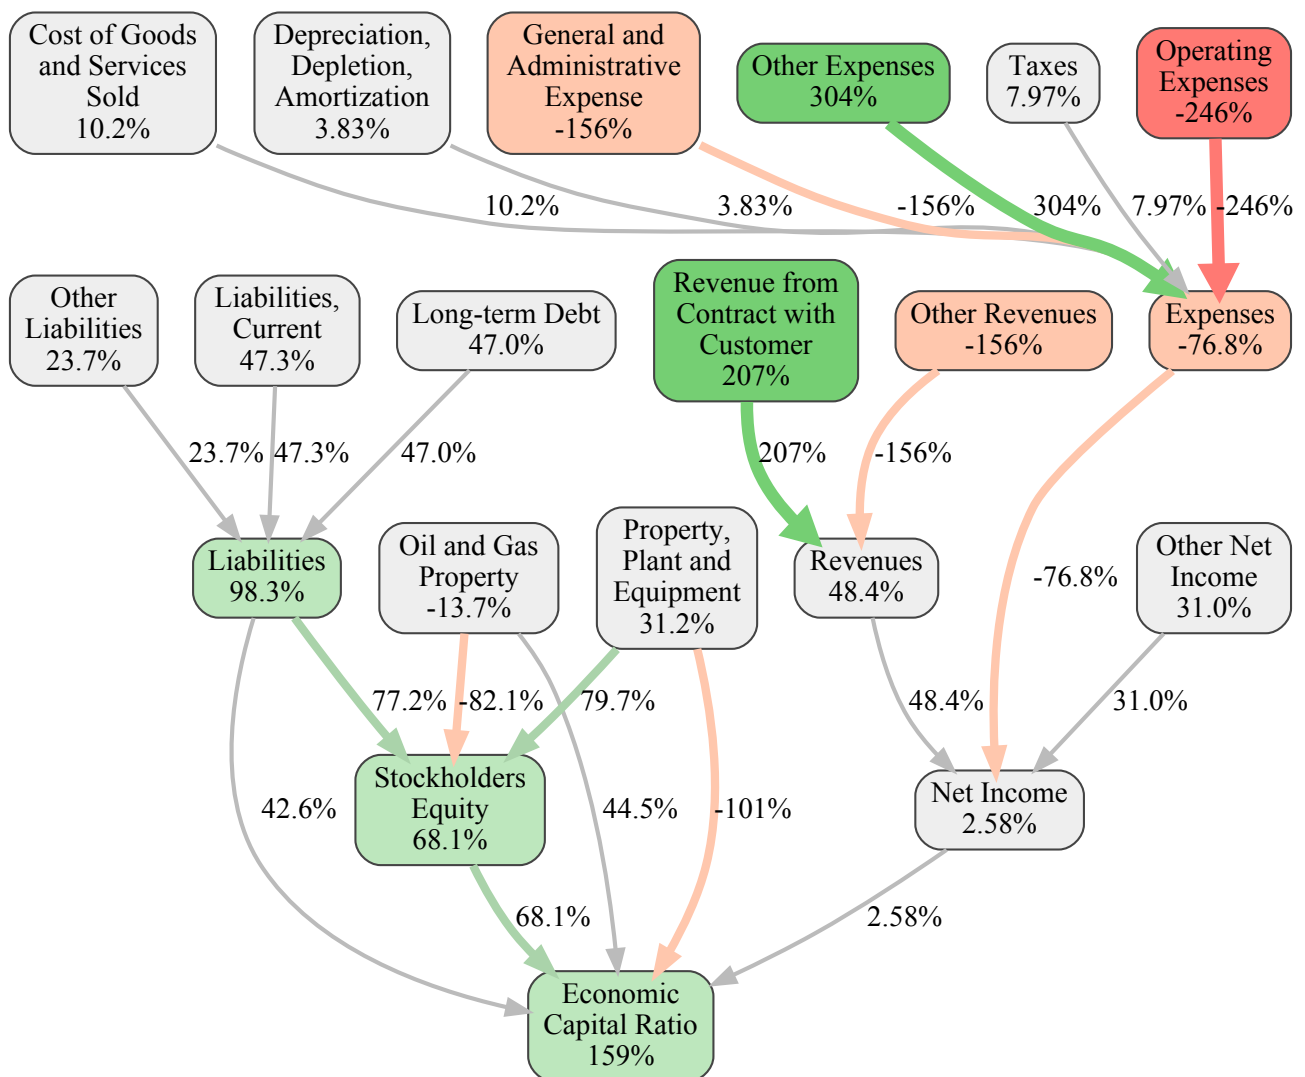 Cost of Goods
and Services
Sold
10.2%
Depreciation,
Depletion,
Amortization
3.83%
General and
Administrative
Expense
-156%
Other Expenses
304%
Taxes
7.97%
Operating
Expenses
-246%
10.2%
3.83%
-156%
304%
7.97%
-246%
Other
Liabilities
23.7%
Liabilities,
Current
47.3%
Long-term Debt
47.0%
Revenue from
Contract with
Customer
207%
Other Revenues
-156%
Expenses
-76.8%
23.7%
47.3%
47.0%
207%
-156%
Liabilities
98.3%
Oil and Gas
Property
-13.7%
Property,
Plant and
Equipment
31.2%
Revenues
48.4%
-76.8%
Other Net
Income
31.0%
77.2%
-82.1%
79.7%
48.4%
31.0%
Stockholders
Equity
68.1%
42.6%
44.5%
-101%
Net Income
2.58%
68.1%
2.58%
Economic
Capital Ratio
159%